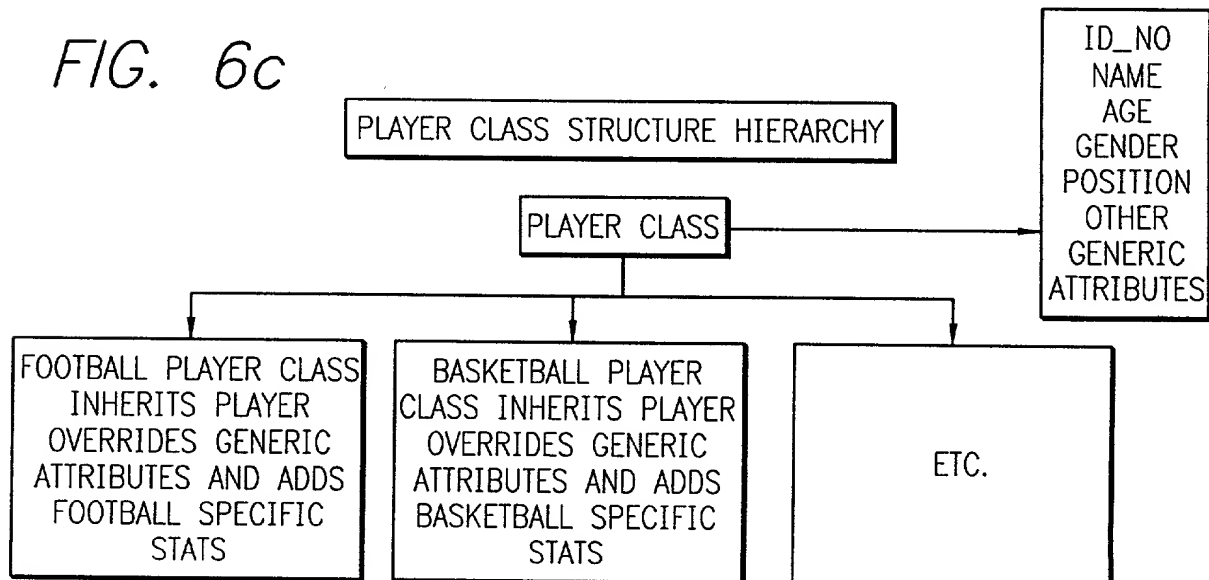 FIG. 6c
PLAYER CLASS STRUCTURE HIERARCHY
ID_NO
NAME
AGE
GENDER
POSITION
OTHER
GENERIC
ATTRIBUTES
PLAYER CLASS
FOOTBALL PLAYER CLASS
INHERITS PLAYER
OVERRIDES GENERIC
ATTRIBUTES AND ADDS
FOOTBALL SPECIFIC
STATS
BASKETBALL PLAYER
CLASS INHERITS PLAYER
OVERRIDES GENERIC
ATTRIBUTES AND ADDS
BASKETBALL SPECIFIC
STATS
ETC.